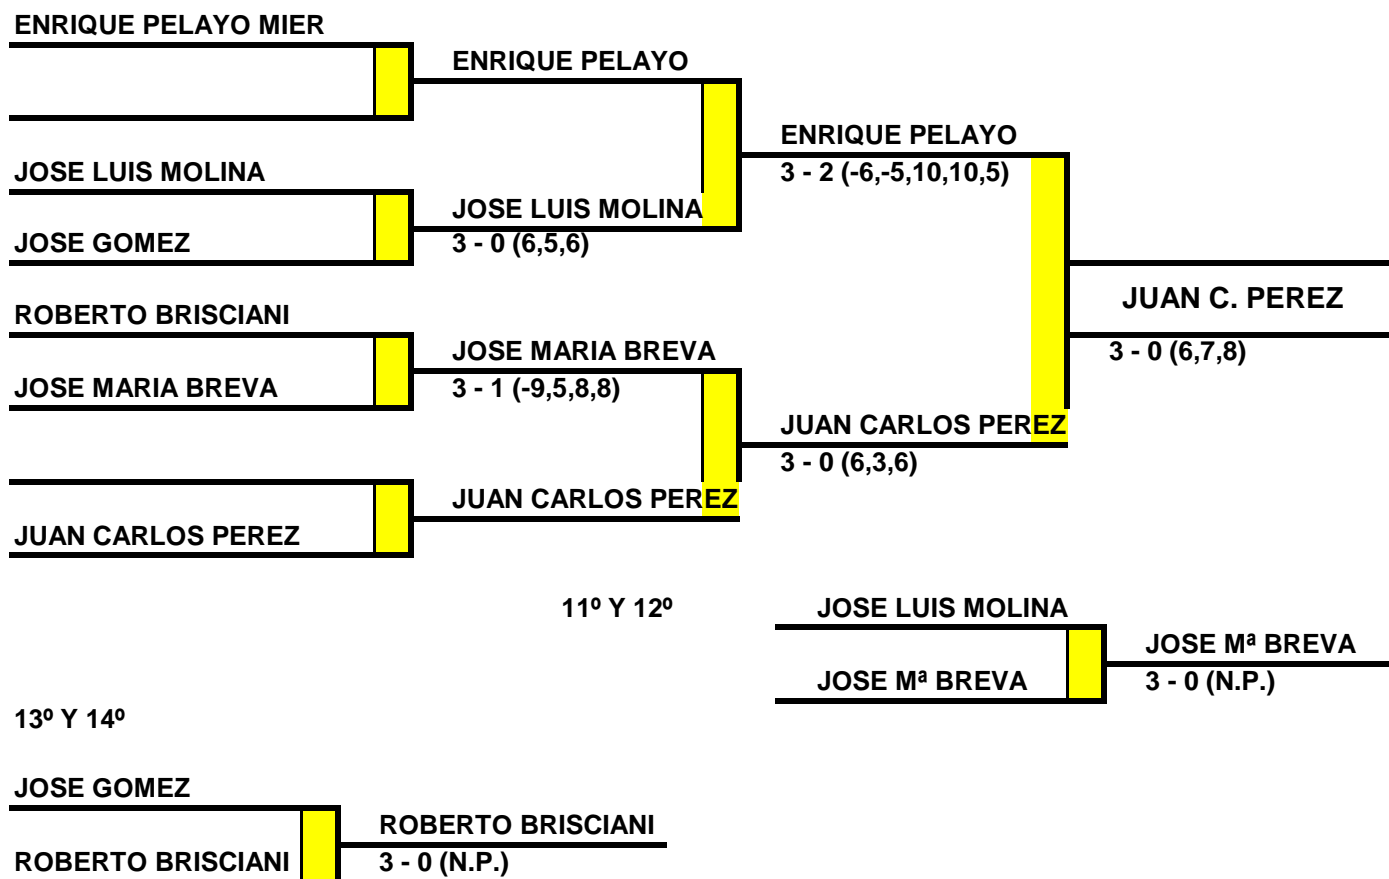 ENRIQUE PELAYO MIER
ENRIQUE PELAYO
ENRIQUE PELAYO
3 - 2 (-6,-5,10,10,5)
JOSE LUIS MOLINA
JOSE LUIS MOLINA
3 - 0 (6,5,6)
JOSE GOMEZ
JUAN C. PEREZ
3 - 0 (6,7,8)
ROBERTO BRISCIANI
JOSE MARIA BREVA
3 - 1 (-9,5,8,8)
JOSE MARIA BREVA
JUAN CARLOS PEREZ
3 - 0 (6,3,6)
JUAN CARLOS PEREZ
JUAN CARLOS PEREZ
11º Y 12º
JOSE LUIS MOLINA
JOSE Mª BREVA
3 - 0 (N.P.)
JOSE Mª BREVA
13º Y 14º
JOSE GOMEZ
ROBERTO BRISCIANI
3 - 0 (N.P.)
ROBERTO BRISCIANI